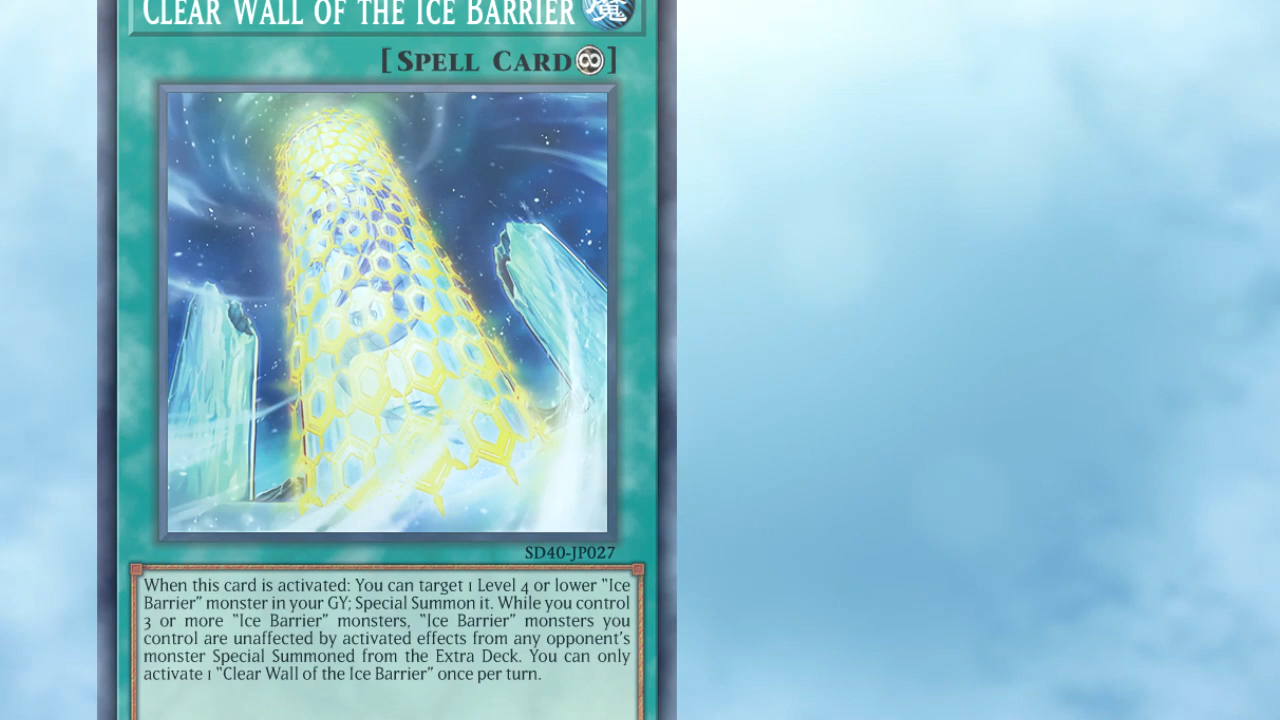 CLEAR WALL OF THE ICE BARRIER 魔
[SPELL CARD♾]
SD40-JP027
When this card is activated: You can target 1 Level 4 or lower “Ice
Barrier” monster in your GY; Special Summon it. While you control
3 or more “Ice Barrier” monsters, “Ice Barrier” monsters you
control are unaffected by activated effects from any opponent’s
monster Special Summoned from the Extra Deck. You can only
activate 1 “Clear Wall of the Ice Barrier” once per turn.